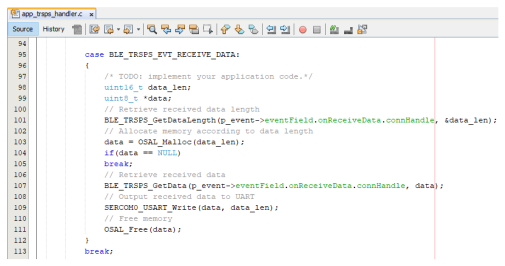 app_trsps_handler.c x
Source History
94
95 case BLE_TRSPS_EVT_RECEIVE_DATA:
96 {
97 /* TODO: implement your application code.*/
98 uint16_t data_len;
99 uint8_t *data;
100 // Retrieve received data length
101 BLE_TRSPS_GetDataLength(p_event->eventField.onReceiveData.connHandle, &data_len);
102 // Allocate memory according to data length
103 data = OSAL_Malloc(data_len);
104 if(data == NULL)
105 break;
106 // Retrieve received data
107 BLE_TRSPS_GetData(p_event->eventField.onReceiveData.connHandle, data);
108 // Output received data to UART
109 SERCOM0_USART_Write(data, data_len);
110 // Free memory
111 OSAL_Free(data);
112 }
113 break;